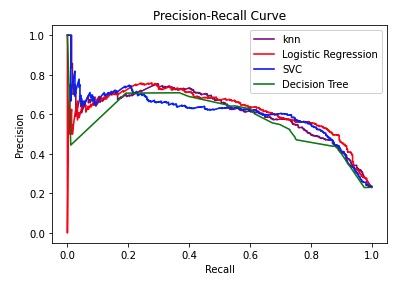 Precision-Recall Curve
knn
Logistic Regression
SVC
Decision Tree
1.0
0.8
0.6
0.4
0.2
0.0
Precision
0.0 0.2 0.4 0.6 0.8 1.0
Recall